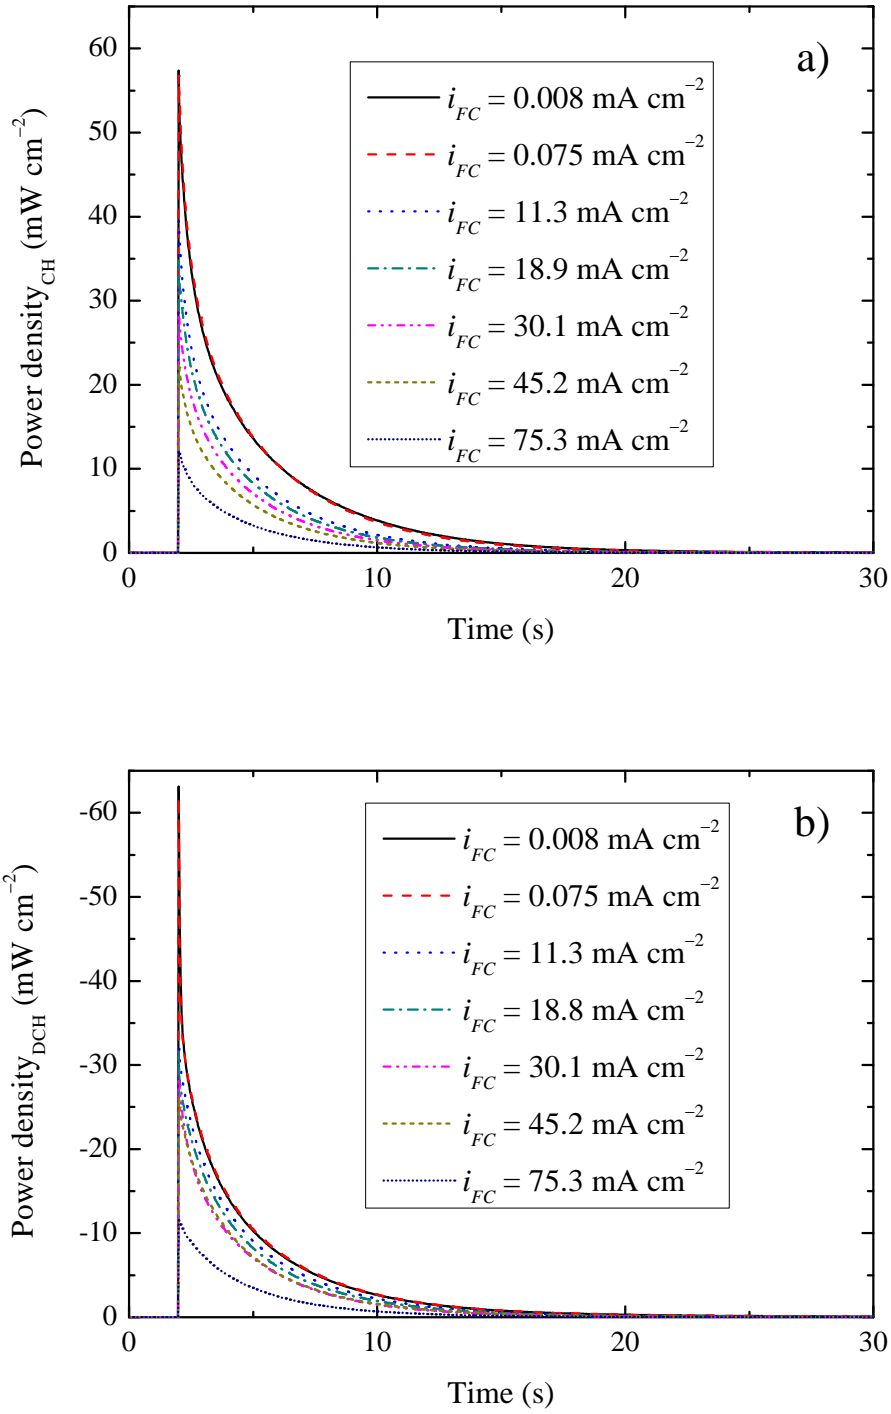 a)
60
50
40
30
20
10
0
Power density_CH (mW cm⁻²)
i_FC = 0.008 mA cm⁻²
i_FC = 0.075 mA cm⁻²
i_FC = 11.3 mA cm⁻²
i_FC = 18.9 mA cm⁻²
i_FC = 30.1 mA cm⁻²
i_FC = 45.2 mA cm⁻²
i_FC = 75.3 mA cm⁻²
0 10 20 30
Time (s)
b)
-60
-50
-40
-30
-20
-10
0
Power density_DCH (mW cm⁻²)
i_FC = 0.008 mA cm⁻²
i_FC = 0.075 mA cm⁻²
i_FC = 11.3 mA cm⁻²
i_FC = 18.8 mA cm⁻²
i_FC = 30.1 mA cm⁻²
i_FC = 45.2 mA cm⁻²
i_FC = 75.3 mA cm⁻²
0 10 20 30
Time (s)